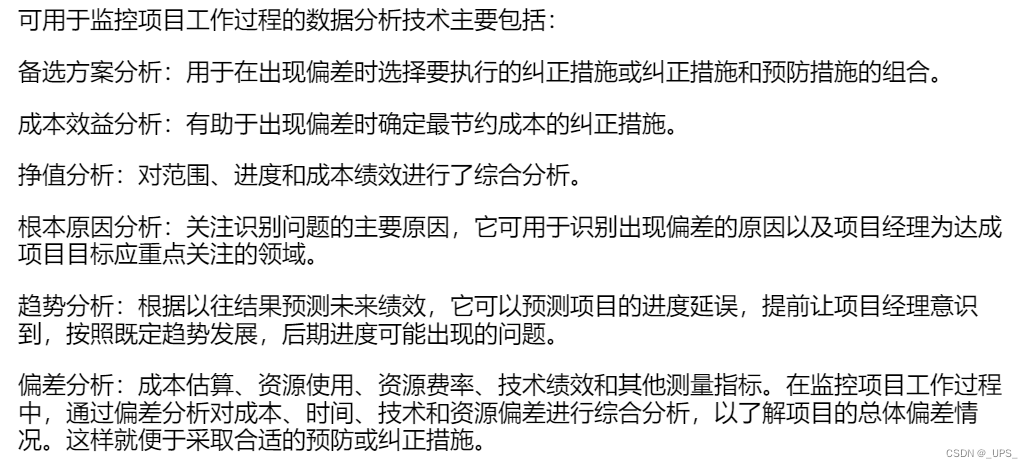 可用于监控项目工作过程的数据分析技术主要包括：
备选方案分析：用于在出现偏差时选择要执行的纠正措施或纠正措施和预防措施的组合。
成本效益分析：有助于出现偏差时确定最节约成本的纠正措施。
挣值分析：对范围、进度和成本绩效进行了综合分析。
根本原因分析：关注识别问题的主要原因，它可用于识别出现偏差的原因以及项目经理为达成
项目目标应重点关注的领域。
趋势分析：根据以往结果预测未来绩效，它可以预测项目的进度延误，提前让项目经理意识
到，按照既定趋势发展，后期进度可能出现的问题。
偏差分析：成本估算、资源使用、资源费率、技术绩效和其他测量指标。在监控项目工作过程
中，通过偏差分析对成本、时间、技术和资源偏差进行综合分析，以了解项目的总体偏差情
况。这样就便于采取合适的预防或纠正措施。
CSDN @_UPS_